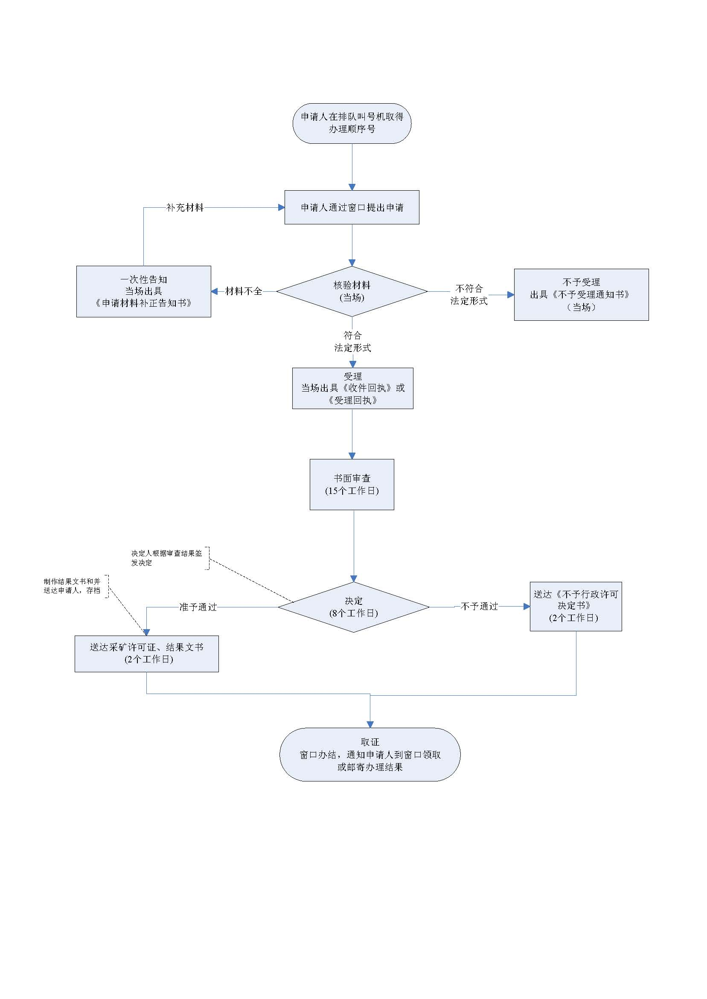 申请人在排队叫号机取得
办理顺序号
补充材料
申请人通过窗口提出申请
一次性告知
当场出具
《申请材料补正告知书》
材料不全
核验材料
(当场)
不符合
法定形式
不予受理
出具《不予受理通知书》
（当场）
符合
法定形式
受理
当场出具《收件回执》或
《受理回执》
书面审查
(15个工作日)
决定人根据审查结果签
发决定
制作结果文书和并
送达申请人，存档
准予通过
决定
(8个工作日)
不予通过
送达《不予行政许可
决定书》
(2个工作日)
送达采矿许可证、结果文书
(2个工作日)
取证
窗口办结，通知申请人到窗口领取
或邮寄办理结果